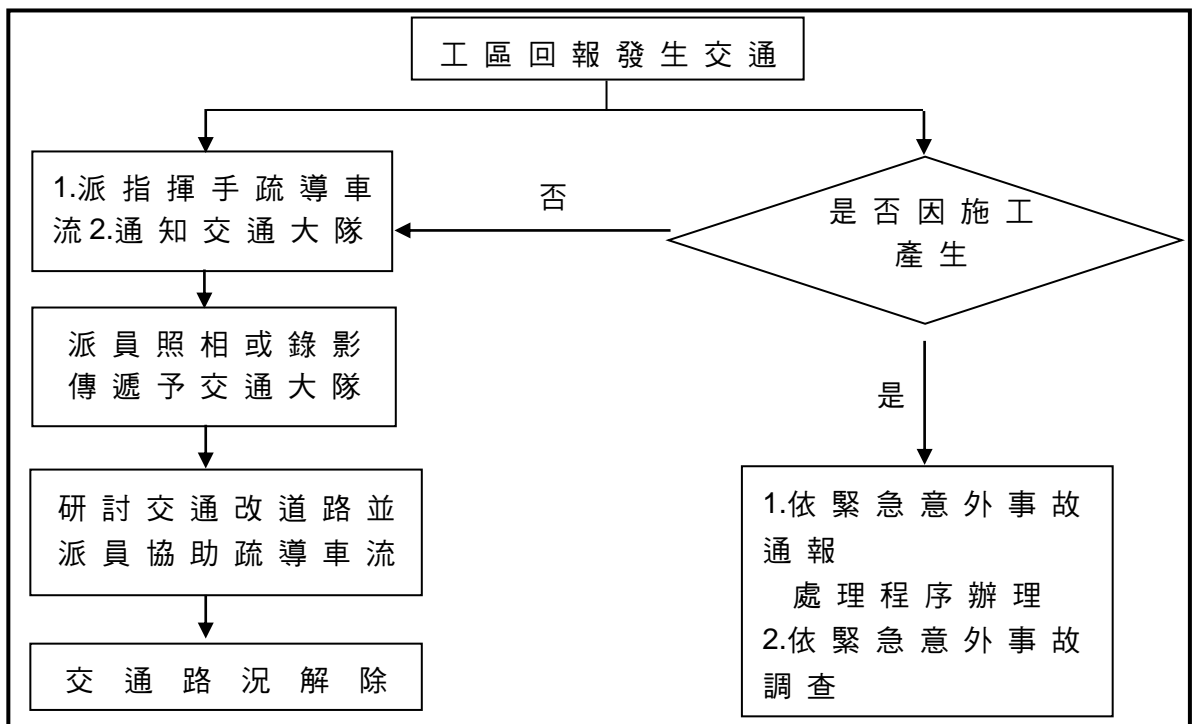 工區回報發生交通
1.派指揮手疏導車
流2.通知交通大隊
否
是否因施工
產生
派員照相或錄影
傳遞予交通大隊
是
研討交通改道路並
派員協助疏導車流
1.依緊急意外事故
通報
處理程序辦理
2.依緊急意外事故
調查
交通路況解除